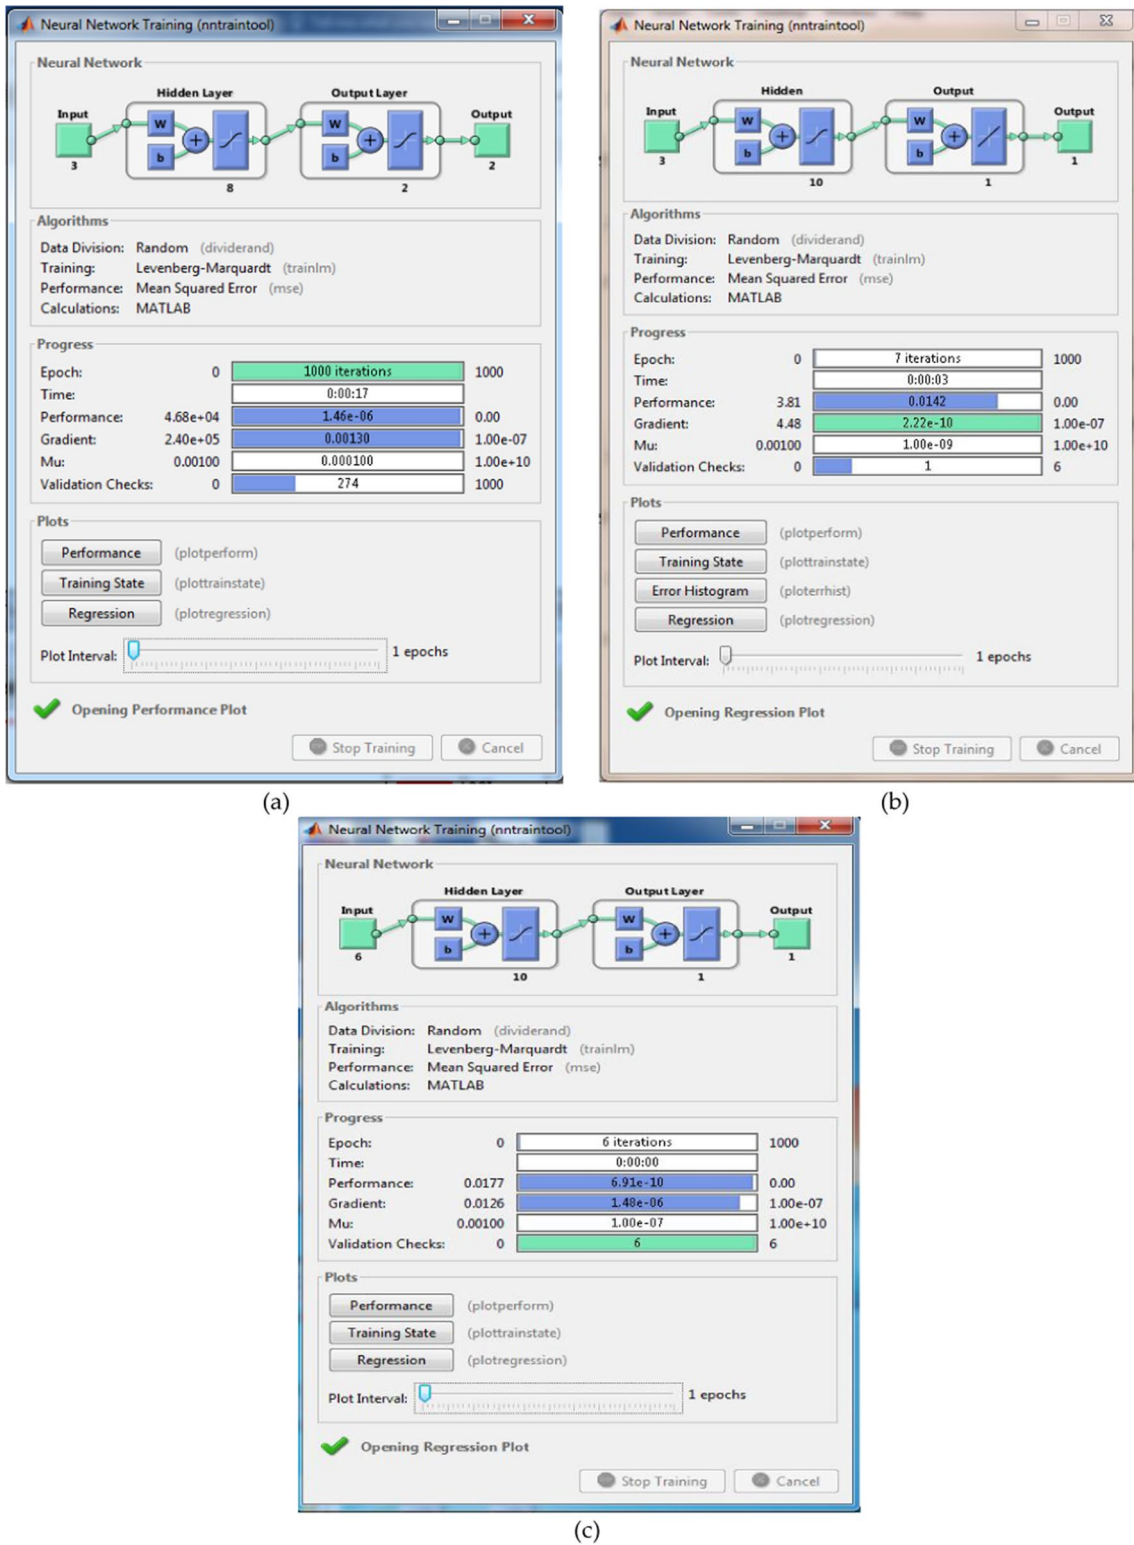 Neural Network Training (nntraintool)
Neural Network
Hidden Layer Output Layer
Input Output
W W
b b
3 8 2 2
Algorithms
Data Division: Random (dividerand)
Training: Levenberg-Marquardt (trainlm)
Performance: Mean Squared Error (mse)
Calculations: MATLAB
Progress
Epoch: 0 1000 iterations 1000
Time: 0:00:17
Performance: 4.68e+04 1.46e-06 0.00
Gradient: 2.40e+05 0.00130 1.00e-07
Mu: 0.00100 0.000100 1.00e+10
Validation Checks: 0 274 1000
Plots
Performance (plotperform)
Training State (plottrainstate)
Regression (plotregression)
Plot Interval: 1 epochs
Opening Performance Plot
Stop Training Cancel
(a)
Neural Network Training (nntraintool)
Neural Network
Hidden Output
Input Output
W W
b b
3 10 1 1
Algorithms
Data Division: Random (dividerand)
Training: Levenberg-Marquardt (trainlm)
Performance: Mean Squared Error (mse)
Calculations: MATLAB
Progress
Epoch: 0 7 iterations 1000
Time: 0:00:03
Performance: 3.81 0.0142 0.00
Gradient: 4.48 2.22e-10 1.00e-07
Mu: 0.00100 1.00e-09 1.00e+10
Validation Checks: 0 1 6
Plots
Performance (plotperform)
Training State (plottrainstate)
Error Histogram (ploterrhist)
Regression (plotregression)
Plot Interval: 1 epochs
Opening Regression Plot
Stop Training Cancel
(b)
Neural Network Training (nntraintool)
Neural Network
Hidden Layer Output Layer
Input Output
W W
b b
6 10 1 1
Algorithms
Data Division: Random (dividerand)
Training: Levenberg-Marquardt (trainlm)
Performance: Mean Squared Error (mse)
Calculations: MATLAB
Progress
Epoch: 0 6 iterations 1000
Time: 0:00:00
Performance: 0.0177 6.91e-10 0.00
Gradient: 0.0126 1.48e-06 1.00e-07
Mu: 0.00100 1.00e-07 1.00e+10
Validation Checks: 0 6 6
Plots
Performance (plotperform)
Training State (plottrainstate)
Regression (plotregression)
Plot Interval: 1 epochs
Opening Regression Plot
Stop Training Cancel
(c)